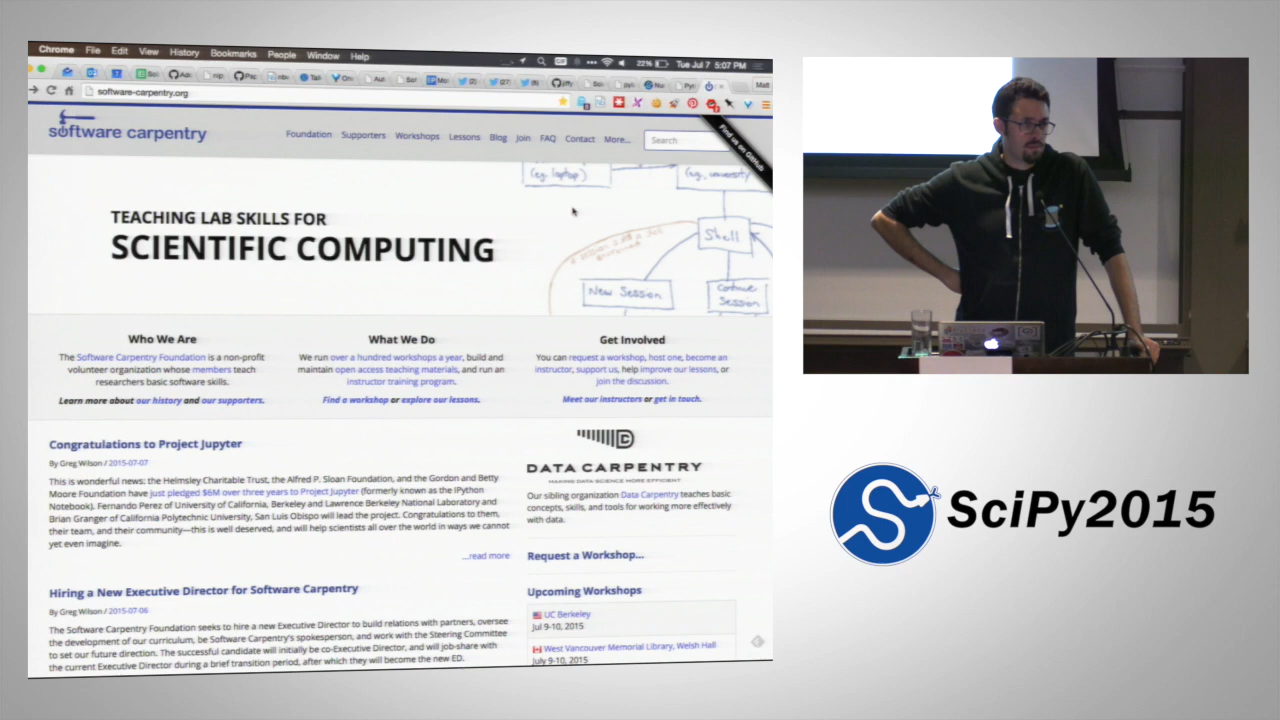 Chrome File Edit View History Bookmarks People Window Help
22% Tue Jul 7 5:07 PM
Matt
software-carpentry.org
software carpentry
Foundation Supporters Workshops Lessons Blog Join FAQ Contact More...
Search
Find us on GitHub
(e.g. laptop)
(e.g., university
Shell
New Session
Continue
Session
TEACHING LAB SKILLS FOR
SCIENTIFIC COMPUTING
Who We Are
The Software Carpentry Foundation is a non-profit
volunteer organization whose members teach
researchers basic software skills.
Learn more about our history and our supporters.
What We Do
We run over a hundred workshops a year, build and
maintain open access teaching materials, and run an
instructor training program.
Find a workshop or explore our lessons.
Get Involved
You can request a workshop, host one, become an
instructor, support us, help improve our lessons, or
join the discussion.
Meet our instructors or get in touch.
Congratulations to Project Jupyter
By Greg Wilson / 2015-07-07
This is wonderful news: the Helmsley Charitable Trust, the Alfred P. Sloan Foundation, and the Gordon and Betty
Moore Foundation have just pledged $6M over three years to Project Jupyter (formerly known as the IPython
Notebook). Fernando Perez of University of California, Berkeley and Lawrence Berkeley National Laboratory and
Brian Granger of California Polytechnic University, San Luis Obispo will lead the project. Congratulations to them,
their team, and their community—this is well deserved, and will help scientists all over the world in ways we cannot
yet even imagine.
...read more
Hiring a New Executive Director for Software Carpentry
By Greg Wilson / 2015-07-06
The Software Carpentry Foundation seeks to hire a new Executive Director to build relations with partners, oversee
the development of our curriculum, be Software Carpentry's spokesperson, and work with the Steering Committee
to set our future direction. The successful candidate will initially be co-Executive Director, and will job-share with
the current Executive Director during a brief transition period, after which they will become the new ED.
DATA CARPENTRY
MAKING DATA SCIENCE MORE EFFICIENT
Our sibling organization Data Carpentry teaches basic
concepts, skills, and tools for working more effectively
with data.
Request a Workshop...
Upcoming Workshops
UC Berkeley
Jul 9-10, 2015
West Vancouver Memorial Library, Welsh Hall
July 9-10, 2015
SciPy2015